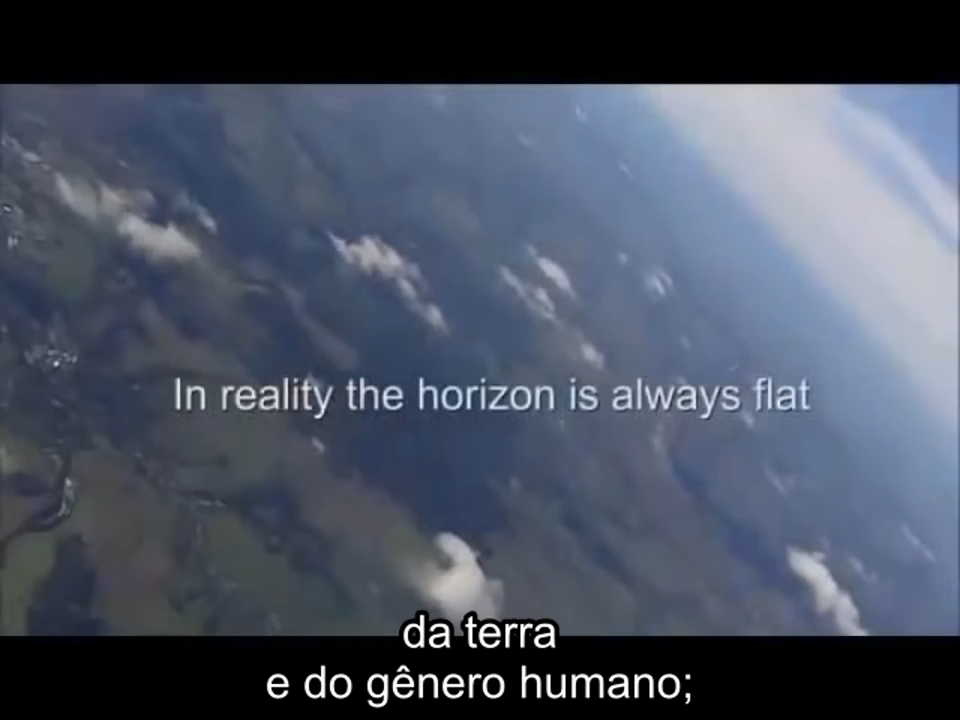 In reality the horizon is always flat
da terra
e do gênero humano;